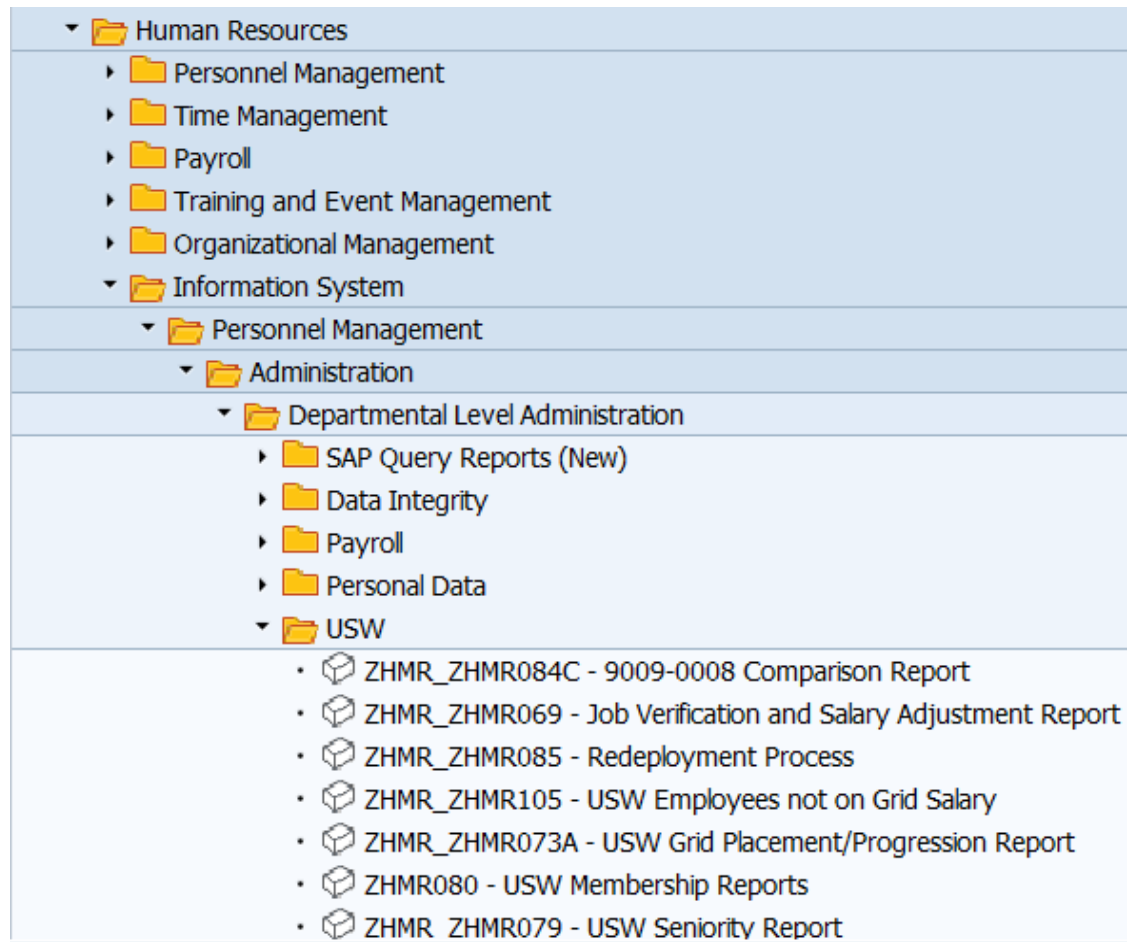 Human Resources
Personnel Management
Time Management
Payroll
Training and Event Management
Organizational Management
Information System
Personnel Management
Administration
Departmental Level Administration
SAP Query Reports (New)
Data Integrity
Payroll
Personal Data
USW
ZHMR_ZHMR084C - 9009-0008 Comparison Report
ZHMR_ZHMR069 - Job Verification and Salary Adjustment Report
ZHMR_ZHMR085 - Redeployment Process
ZHMR_ZHMR105 - USW Employees not on Grid Salary
ZHMR_ZHMR073A - USW Grid Placement/Progression Report
ZHMR080 - USW Membership Reports
ZHMR_ZHMR079 - USW Seniority Report